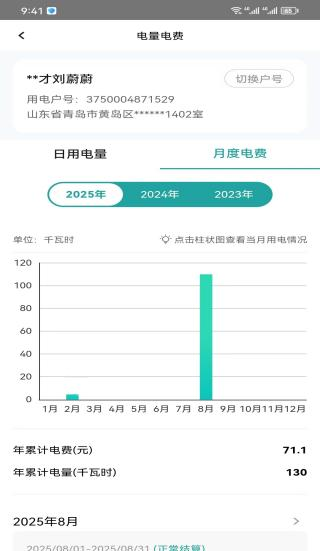 9:41
电量电费
**才刘蔚蔚
切换户号
用电户号：3750004871529
山东省青岛市黄岛区******1402室
日用电量 月度电费
2025年 2024年 2023年
单位：千瓦时 点击柱状图查看当月用电情况
120
100
80
60
40
20
0
1月 2月 3月 4月 5月 6月 7月 8月 9月 10月 11月 12月
年累计电费(元) 71.1
年累计电量(千瓦时) 130
2025年8月
2025/08/01-2025/08/31 (正常结算)